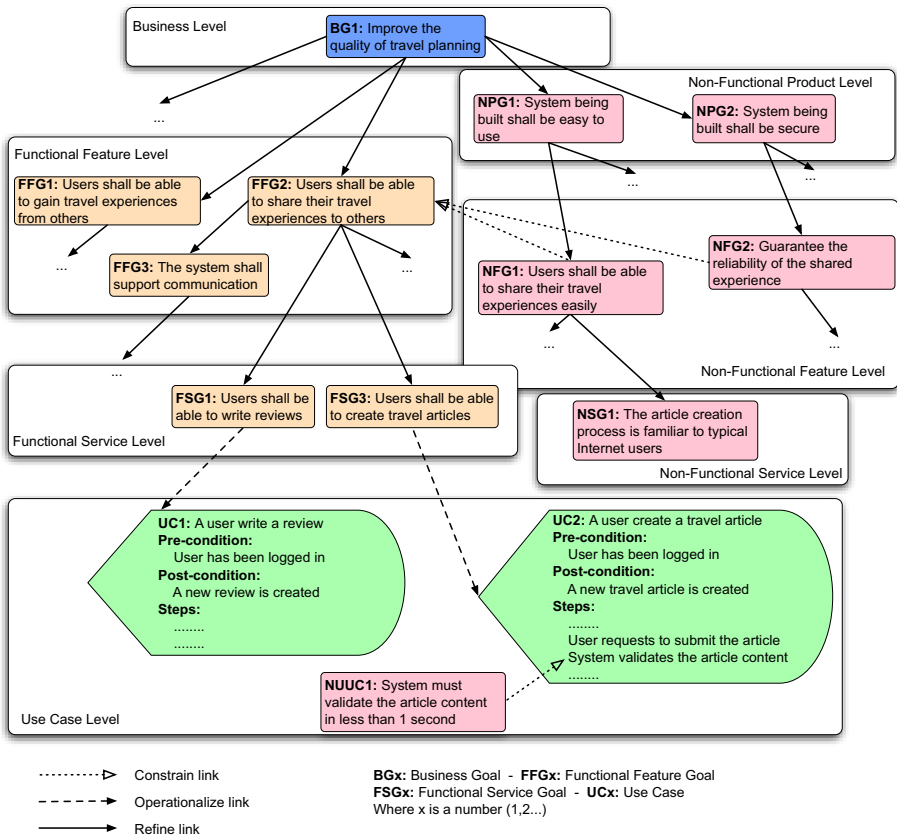 Business Level
BG1: Improve the
quality of travel planning
Non-Functional Product Level
NPG1: System being
built shall be easy to
use
NPG2: System being
built shall be secure
...
Functional Feature Level
FFG1: Users shall be able
to gain travel experiences
from others
FFG2: Users shall be able
to share their travel
experiences to others
...
...
...
...
FFG3: The system shall
support communication
NFG1: Users shall be able
to share their travel
experiences easily
NFG2: Guarantee the
reliability of the shared
experience
...
...
...
Non-Functional Feature Level
FSG1: Users shall be
able to write reviews
FSG3: Users shall be able
to create travel articles
Functional Service Level
NSG1: The article creation
process is familiar to typical
Internet users
Non-Functional Service Level
UC1: A user write a review
Pre-condition:
User has been logged in
Post-condition:
A new review is created
Steps:
........
........
UC2: A user create a travel article
Pre-condition:
User has been logged in
Post-condition:
A new travel article is created
Steps:
........
User requests to submit the article
System validates the article content
........
NUUC1: System must
validate the article content
in less than 1 second
Use Case Level
Constrain link
Operationalize link
Refine link
BGx: Business Goal - FFGx: Functional Feature Goal
FSGx: Functional Service Goal - UCx: Use Case
Where x is a number (1,2...)